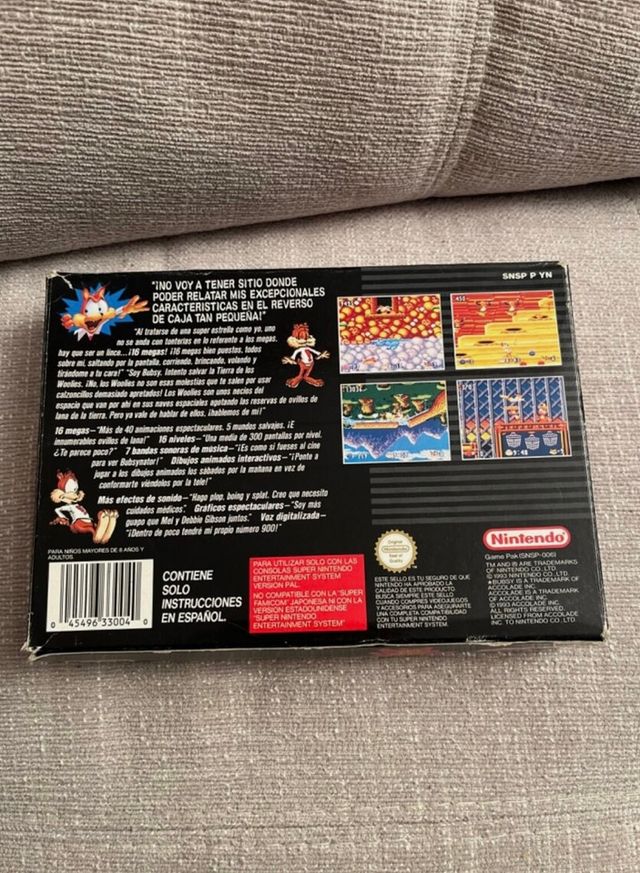 SNSP P YN
"¡NO VOY A TENER SITIO DONDE
PODER RELATAR MIS EXCEPCIONALES
CARACTERISTICAS EN EL REVERSO
DE CAJA TAN PEQUEÑA!"
"Al tratarse de una super estrella como yo, uno
no se anda con tonterías en lo referente a los megas,
hay que ser un lince... ¡16 megas! ¡16 megas bien puestas, todos
sobre mí, saltando por la pantalla, corriendo, brincando, volando y
tirándome a tu cara!" "Soy Bubsy. Intento salvar la Tierra de los
Woolies. ¡No, los Woolies no son esas molestias que te salen por usar
calzoncillos demasiado apretados! Los Woolies son unos necios del
espacio que van por ahí en sus naves espaciales agotando las reservas de ovillos de
lana de la tierra. Pero ya vale de hablar de ellos, ¡hablemos de mí!"
16 megas—"Más de 40 animaciones espectaculares. 5 mundos salvajes. ¡E
innumerables ovillos de lana!" 16 niveles—"Una media de 300 pantallas por nivel.
¿Te parece poco?" 7 bandas sonoras de música—"¡Es como si fueses al cine
para ver Bubsynator!" Dibujos animados interactivos—"¡Ponte a
jugar a los dibujos animados los sábados por la mañana en vez de
conformarte viéndolos por la tele!"
Más efectos de sonido—"Hago plop, boing y splat. Creo que necesito
cuidados médicos." Gráficos espectaculares—"Soy más
guapo que Mel y Debbie Gibson juntos." Voz digitalizada—
"¡Dentro de poco tendré mi propio número 900!"
PARA NIÑOS MAYORES DE 6 AÑOS Y
ADULTOS
0 45496 33004 0
CONTIENE
SOLO
INSTRUCCIONES
EN ESPAÑOL.
PARA UTILIZAR SOLO CON LAS
CONSOLAS SUPER NINTENDO
ENTERTAINMENT SYSTEM
VERSION PAL.
NO COMPATIBLE CON LA "SUPER
FAMICOM" JAPONESA NI CON LA
VERSION ESTADOUNIDENSE
"SUPER NINTENDO
ENTERTAINMENT SYSTEM"
Original
Nintendo
Seal of
Quality
ESTE SELLO ES TU SEGURO DE QUE
NINTENDO HA APROBADO LA
CALIDAD DE ESTE PRODUCTO.
BUSCA SIEMPRE ESTE SELLO
CUANDO COMPRES VIDEOJUEGOS
Y ACCESORIOS PARA ASEGURARTE
UNA COMPLETA COMPATIBILIDAD
CON TU SUPER NINTENDO
ENTERTAINMENT SYSTEM.
Nintendo
Game Pak (SNSP-006)
TM AND ® ARE TRADEMARKS
OF NINTENDO CO., LTD.
© 1993 NINTENDO CO., LTD.
BUBSY IS A TRADEMARK OF
ACCOLADE INC.
ACCOLADE IS A TRADEMARK
OF ACCOLADE INC.
© 1993 ACCOLADE INC.
ALL RIGHTS RESERVED.
LICENSED FROM ACCOLADE
INC. TO NINTENDO CO., LTD.